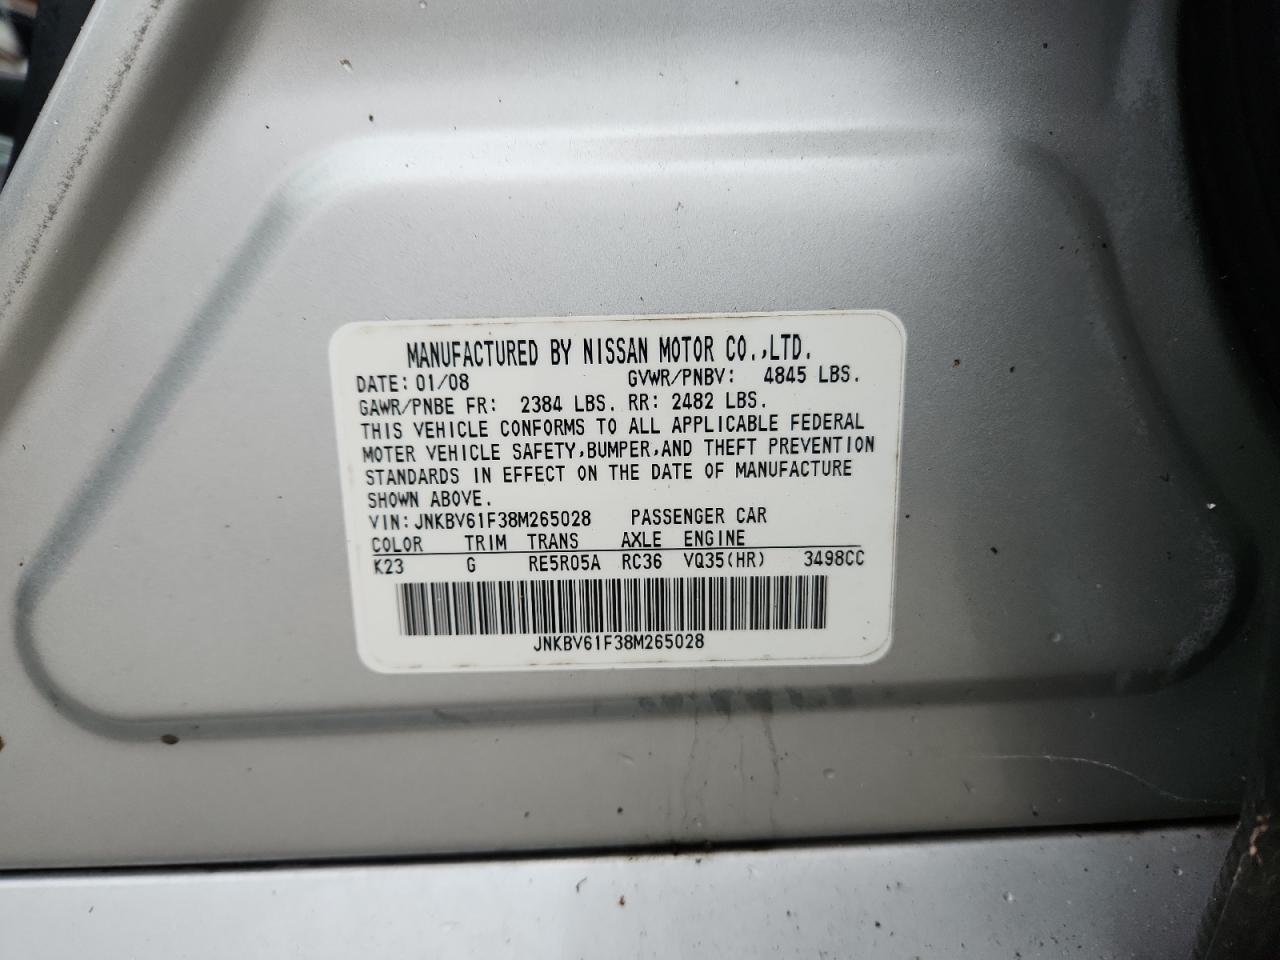 MANUFACTURED BY NISSAN MOTOR CO.,LTD.
DATE: 01/08 GVWR/PNBV: 4845 LBS.
GAWR/PNBE FR: 2384 LBS. RR: 2482 LBS.
THIS VEHICLE CONFORMS TO ALL APPLICABLE FEDERAL
MOTER VEHICLE SAFETY,BUMPER,AND THEFT PREVENTION
STANDARDS IN EFFECT ON THE DATE OF MANUFACTURE
SHOWN ABOVE.
VIN: JNKBV61F38M265028 PASSENGER CAR
COLOR TRIM TRANS AXLE ENGINE
K23 G RE5R05A RC36 VQ35(HR) 3498CC
JNKBV61F38M265028